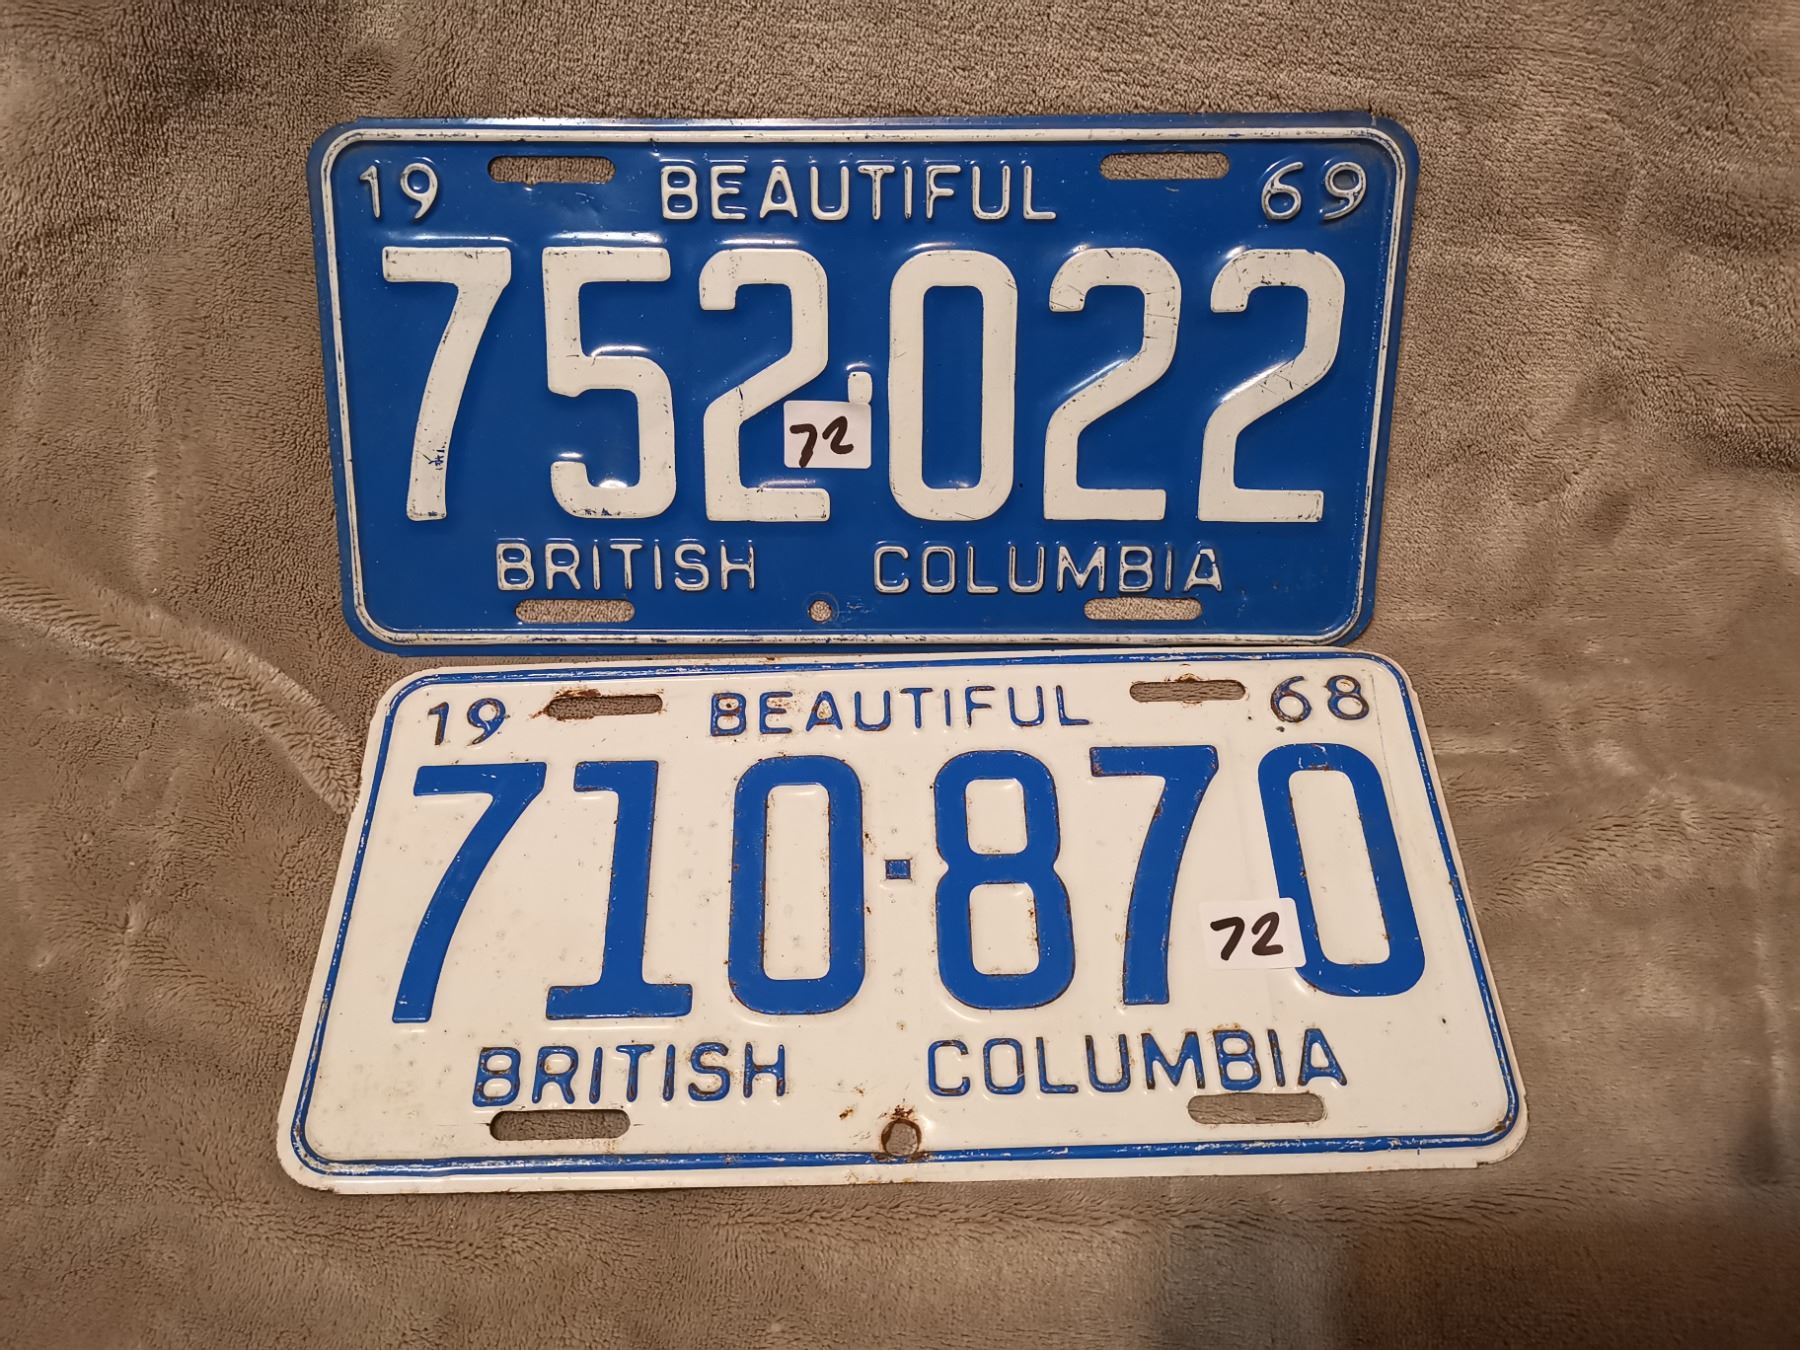 19 BEAUTIFUL 69
752-022
72
BRITISH COLUMBIA
19 BEAUTIFUL 68
710-870
72
BRITISH COLUMBIA